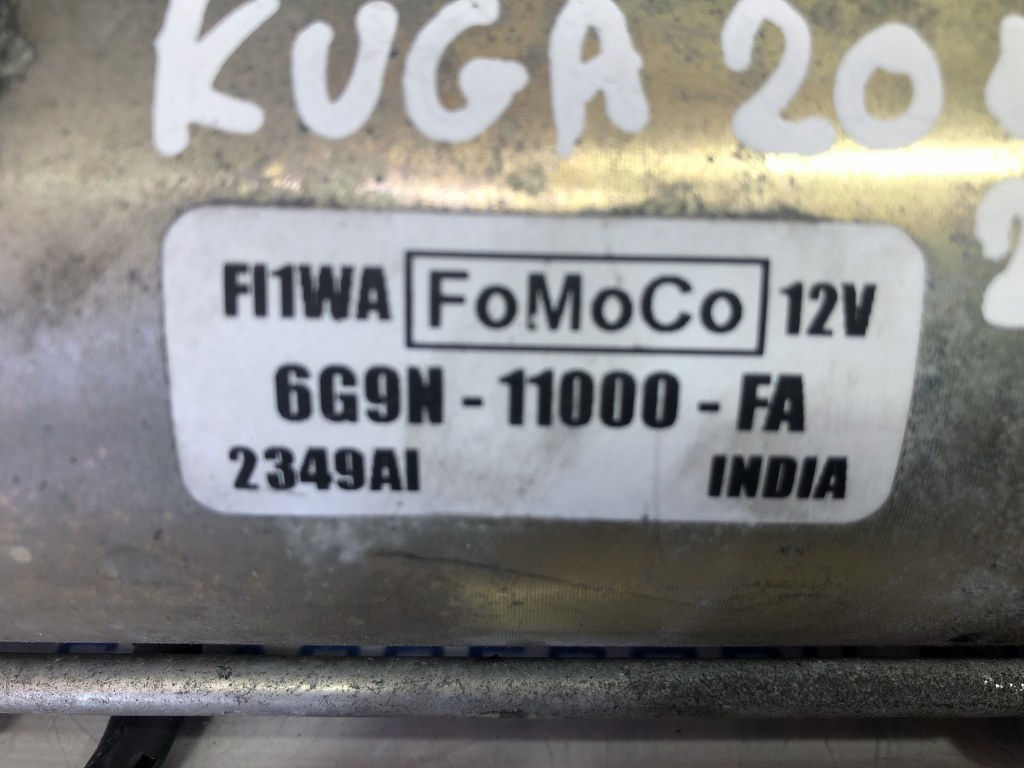 KUGA 20
FI1WA FoMoCo 12V
6G9N - 11000 - FA
2349AI INDIA